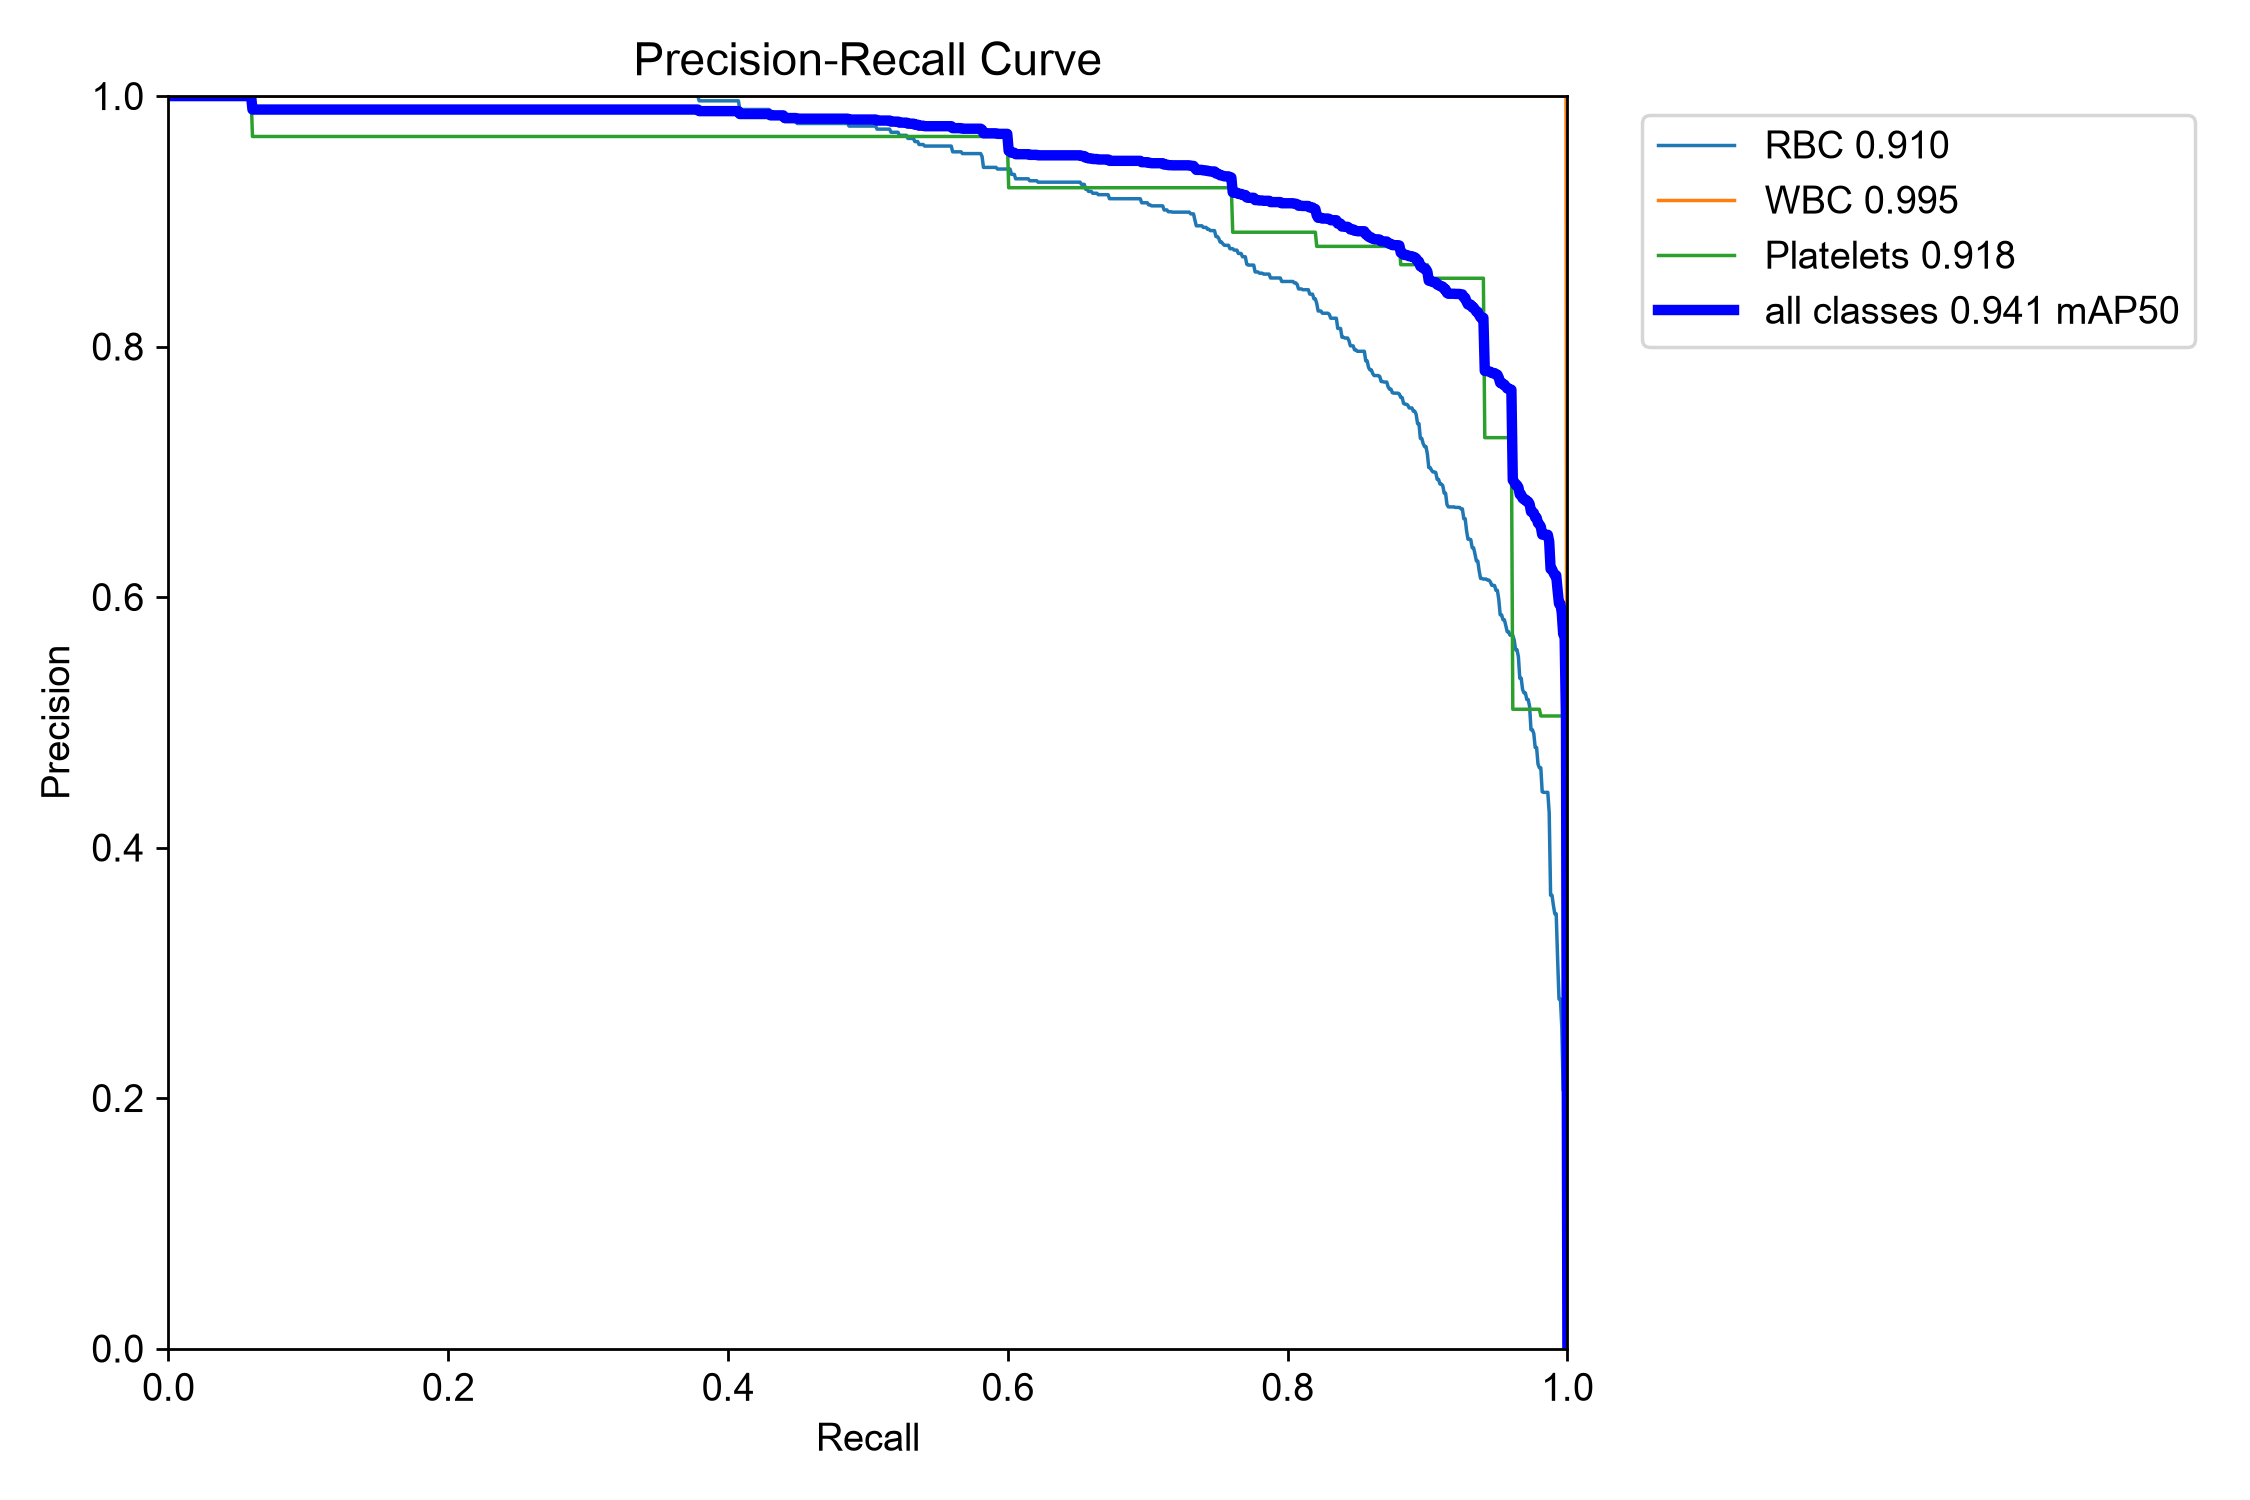 Precision-Recall Curve
1.0
0.8
0.6
0.4
0.2
0.0
Precision
0.0 0.2 0.4 0.6 0.8 1.0
Recall
RBC 0.910
WBC 0.995
Platelets 0.918
all classes 0.941 mAP50